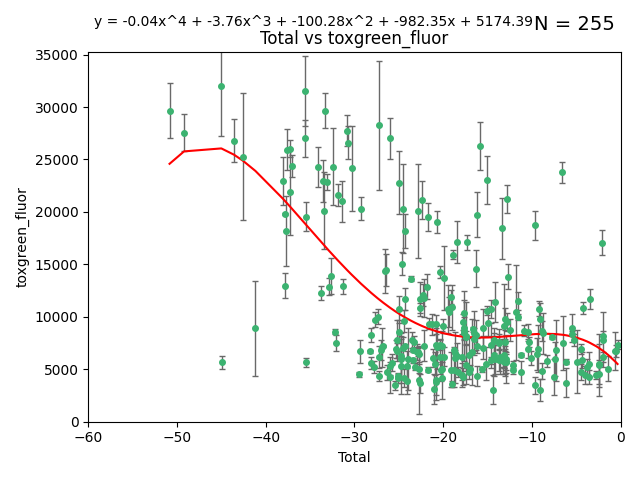 y = -0.04x^4 + -3.76x^3 + -100.28x^2 + -982.35x + 5174.39 N = 255
Total vs toxgreen_fluor
35000
30000
25000
20000
15000
10000
5000
0
toxgreen_fluor
−60 −50 −40 −30 −20 −10 0
Total